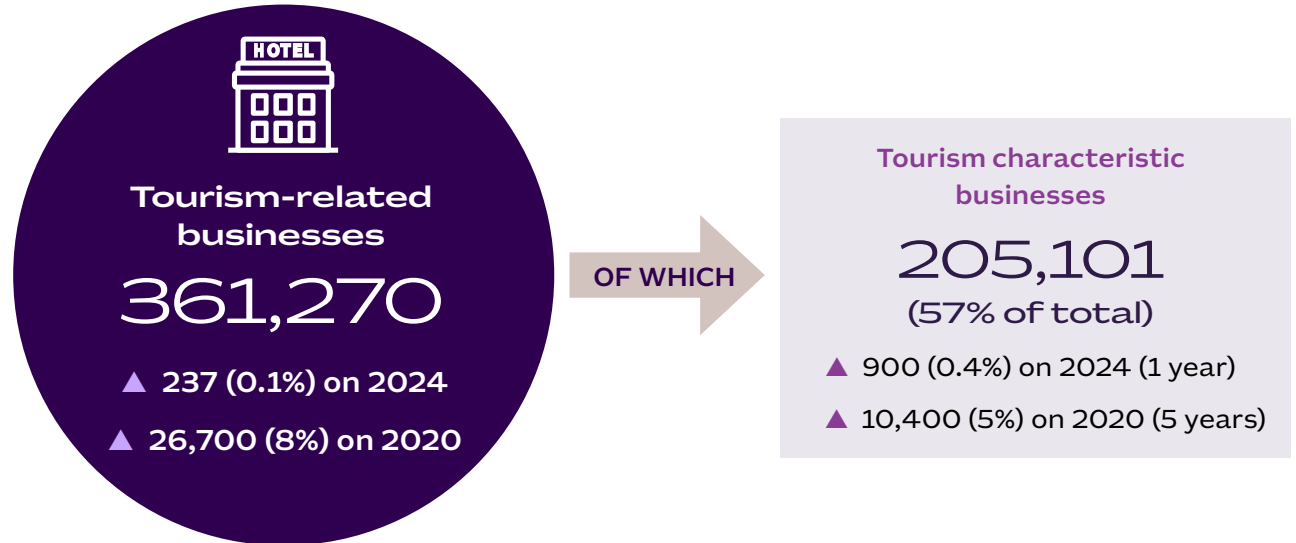 HOTEL
Tourism-related
businesses
361,270
▲ 237 (0.1%) on 2024
▲ 26,700 (8%) on 2020
OF WHICH
Tourism characteristic
businesses
205,101
(57% of total)
▲ 900 (0.4%) on 2024 (1 year)
▲ 10,400 (5%) on 2020 (5 years)